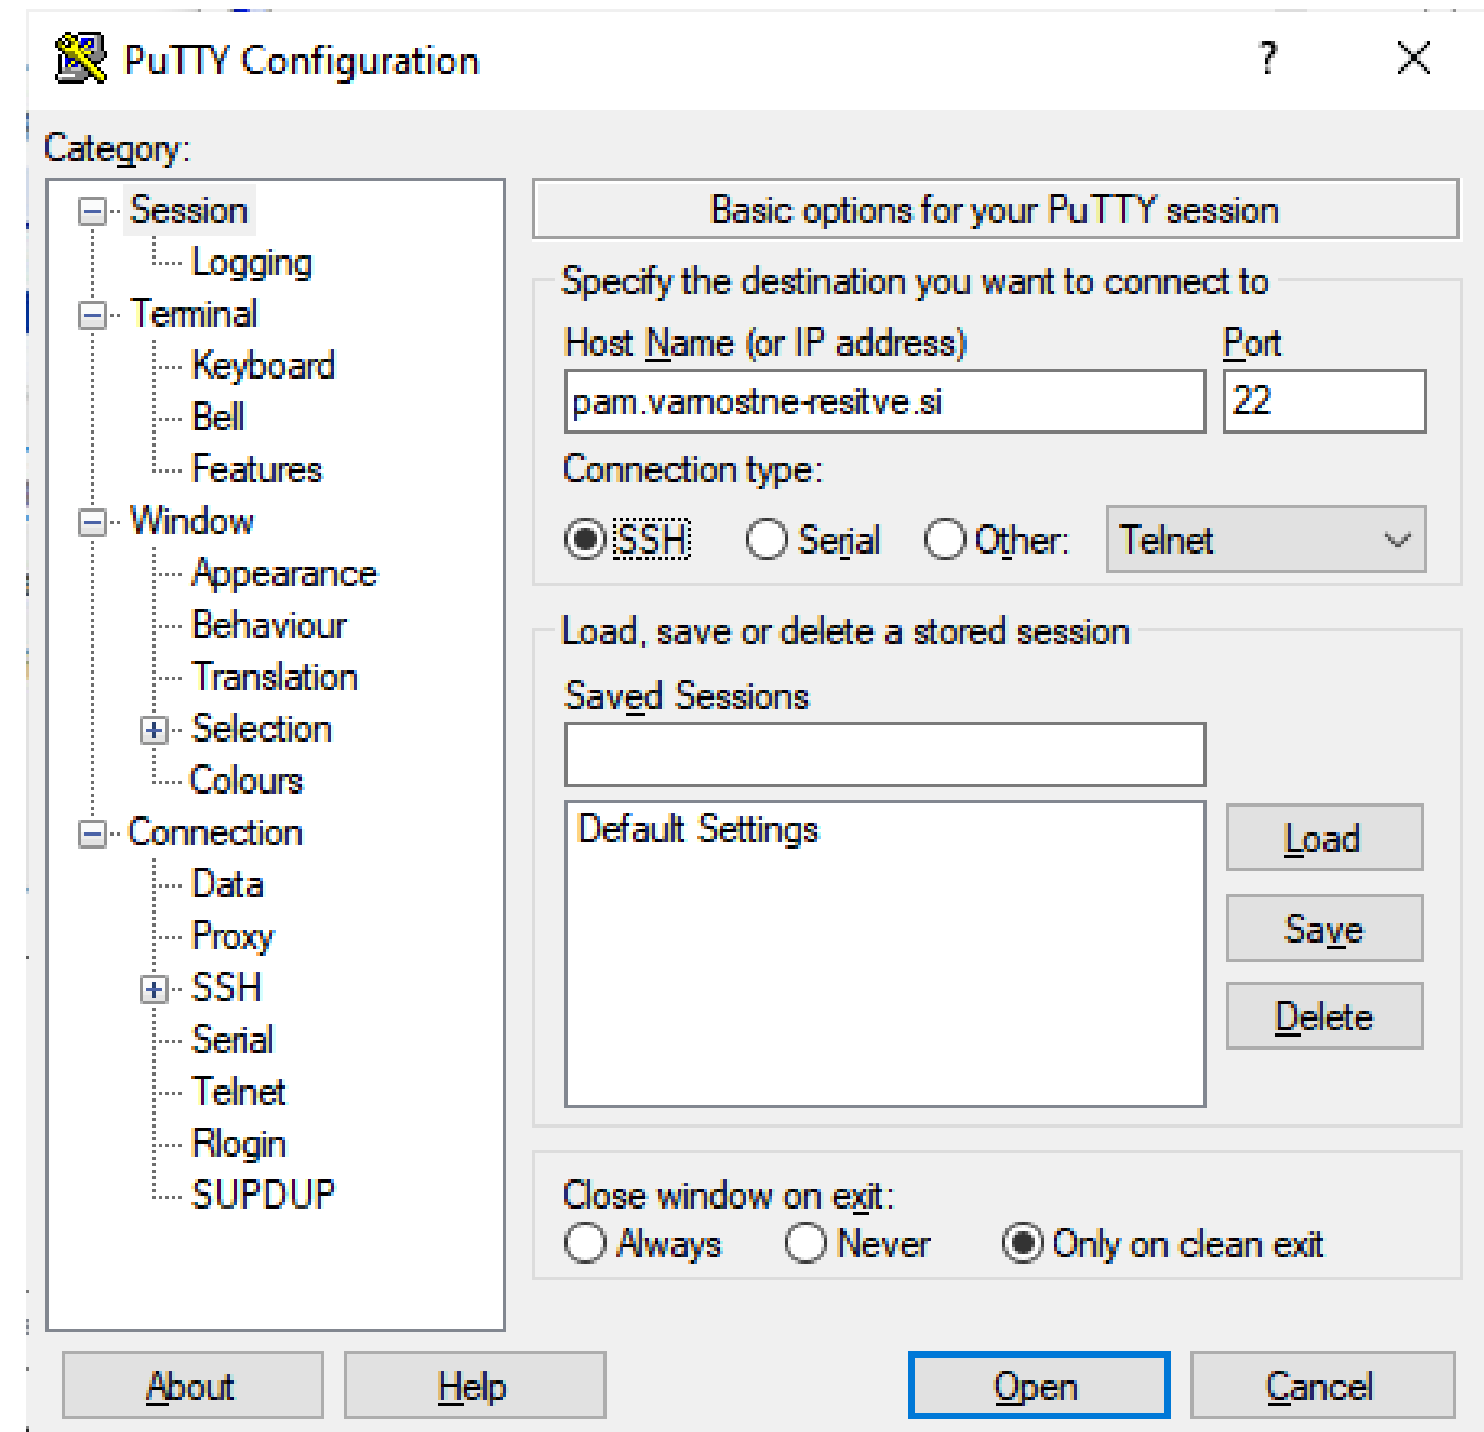 PuTTY Configuration
?
Category:
Session
Logging
Terminal
Keyboard
Bell
Features
Window
Appearance
Behaviour
Translation
Selection
Colours
Connection
Data
Proxy
SSH
Serial
Telnet
Rlogin
SUPDUP
Basic options for your PuTTY session
Specify the destination you want to connect to
Host Name (or IP address) Port
pam.varnostne-resitve.si 22
Connection type:
SSH Serial Other: Telnet
Load, save or delete a stored session
Saved Sessions
Default Settings
Load
Save
Delete
Close window on exit:
Always Never Only on clean exit
About Help Open Cancel